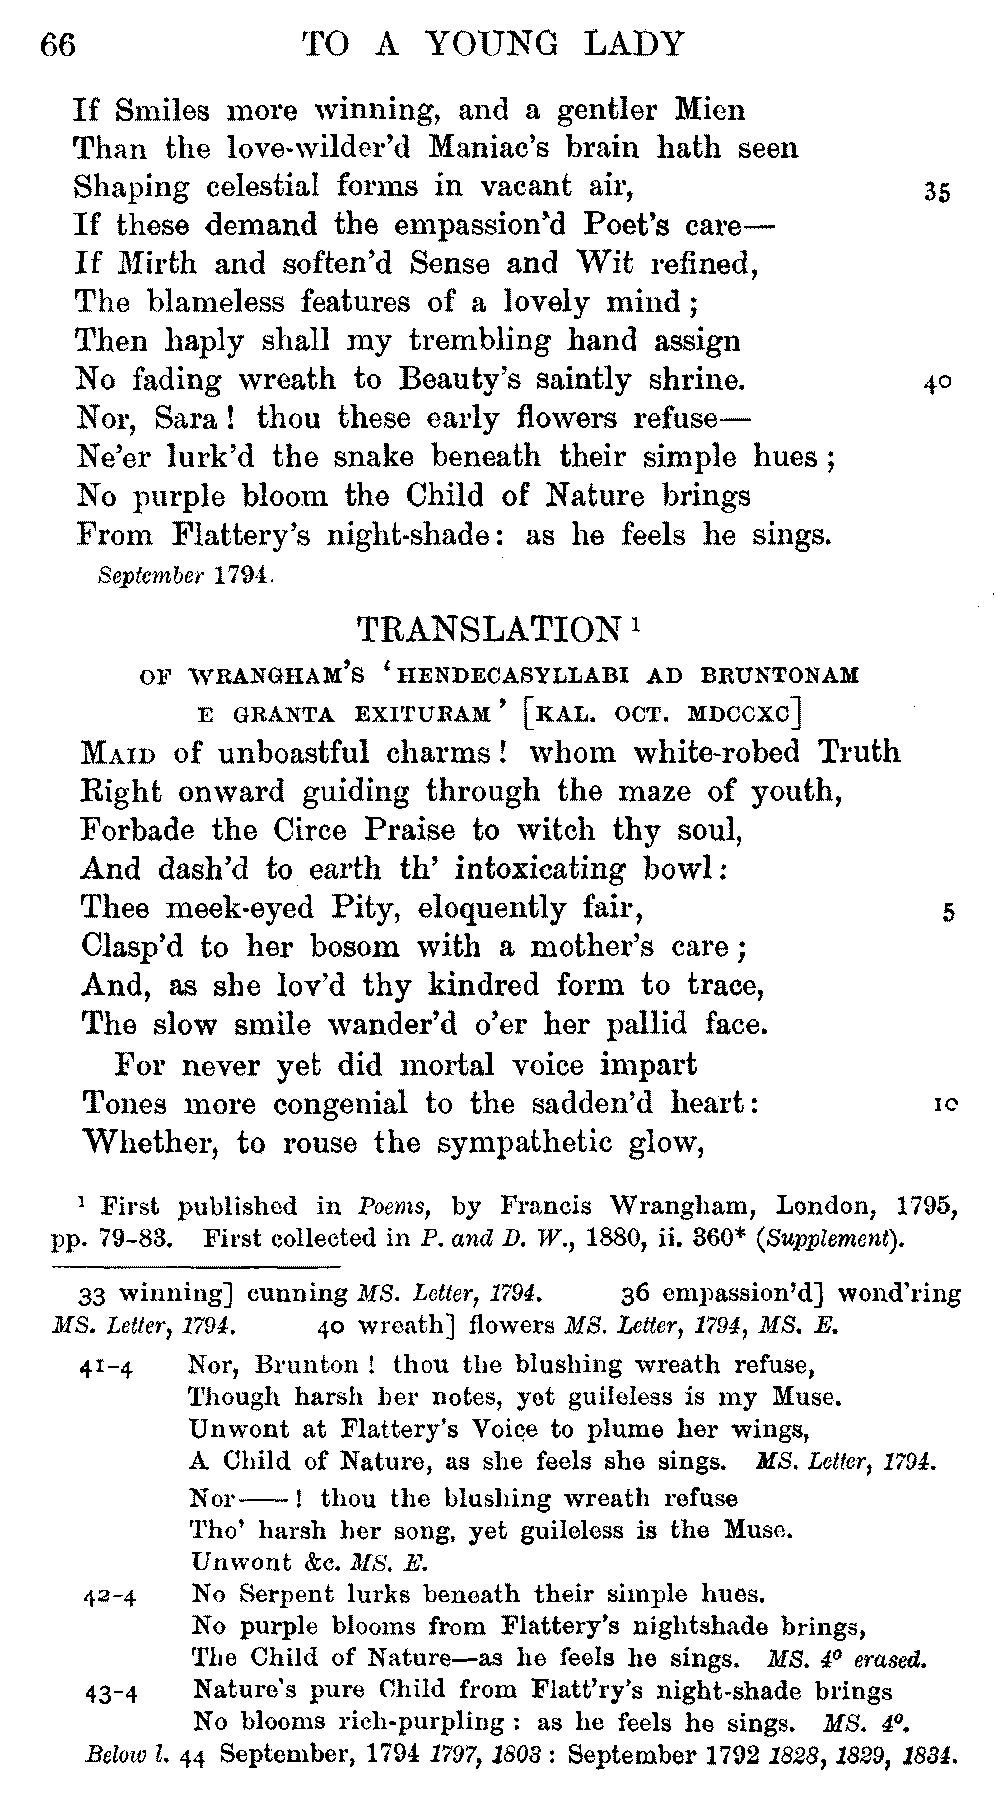 66 TO A YOUNG LADY
If Smiles more winning, and a gentler Mien
Than the love-wilder'd Maniac's brain hath seen
Shaping celestial forms in vacant air, 35
If these demand the empassion'd Poet's care—
If Mirth and soften'd Sense and Wit refined,
The blameless features of a lovely mind ;
Then haply shall my trembling hand assign
No fading wreath to Beauty's saintly shrine. 40
Nor, Sara ! thou these early flowers refuse—
Ne'er lurk'd the snake beneath their simple hues ;
No purple bloom the Child of Nature brings
From Flattery's night-shade : as he feels he sings.
September 1794.
TRANSLATION ¹
OF WRANGHAM'S 'HENDECASYLLABI AD BRUNTONAM
E GRANTA EXITURAM' [KAL. OCT. MDCCXC]
MAID of unboastful charms ! whom white-robed Truth
Right onward guiding through the maze of youth,
Forbade the Circe Praise to witch thy soul,
And dash'd to earth th' intoxicating bowl :
Thee meek-eyed Pity, eloquently fair, 5
Clasp'd to her bosom with a mother's care ;
And, as she lov'd thy kindred form to trace,
The slow smile wander'd o'er her pallid face.
For never yet did mortal voice impart
Tones more congenial to the sadden'd heart : 10
Whether, to rouse the sympathetic glow,
¹ First published in Poems, by Francis Wrangham, London, 1795,
pp. 79-83. First collected in P. and D. W., 1880, ii. 360* (Supplement).
33 winning] cunning MS. Letter, 1794. 36 empassion'd] wond'ring
MS. Letter, 1794. 40 wreath] flowers MS. Letter, 1794, MS. E.
41-4 Nor, Brunton ! thou the blushing wreath refuse,
Though harsh her notes, yet guileless is my Muse.
Unwont at Flattery's Voice to plume her wings,
A Child of Nature, as she feels she sings. MS. Letter, 1794.
Nor—— ! thou the blushing wreath refuse
Tho' harsh her song, yet guileless is the Muse.
Unwont &c. MS. E.
42-4 No Serpent lurks beneath their simple hues.
No purple blooms from Flattery's nightshade brings,
The Child of Nature—as he feels he sings. MS. 4º erased.
43-4 Nature's pure Child from Flatt'ry's night-shade brings
No blooms rich-purpling : as he feels he sings. MS. 4º.
Below l. 44 September, 1794 1797, 1803 : September 1792 1828, 1829, 1834.